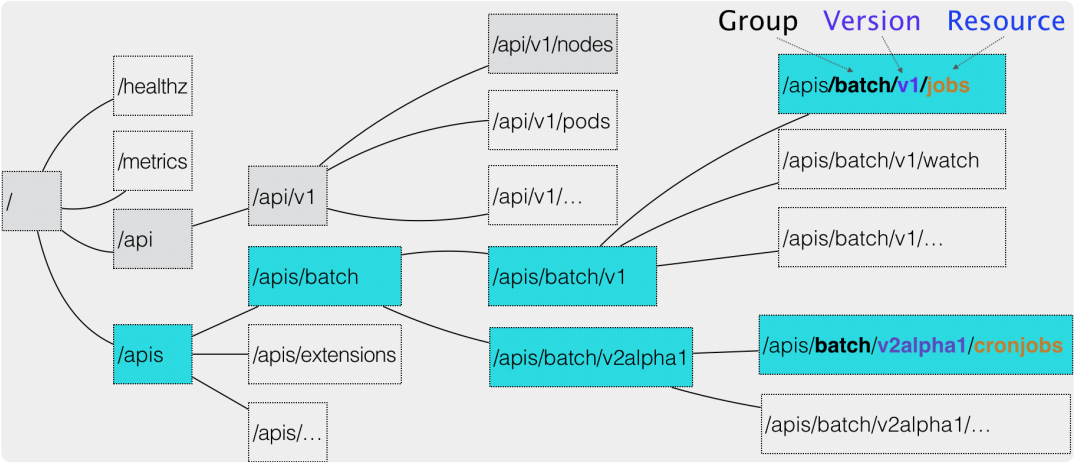 Group Version Resource
/api/v1/nodes
/apis/batch/v1/jobs
/healthz
/api/v1/pods
/metrics
/apis/batch/v1/watch
/
/api/v1
/api/v1/…
/api
/apis/batch/v1/…
/apis/batch
/apis/batch/v1
/apis
/apis/extensions
/apis/batch/v2alpha1
/apis/batch/v2alpha1/cronjobs
/apis/…
/apis/batch/v2alpha1/…